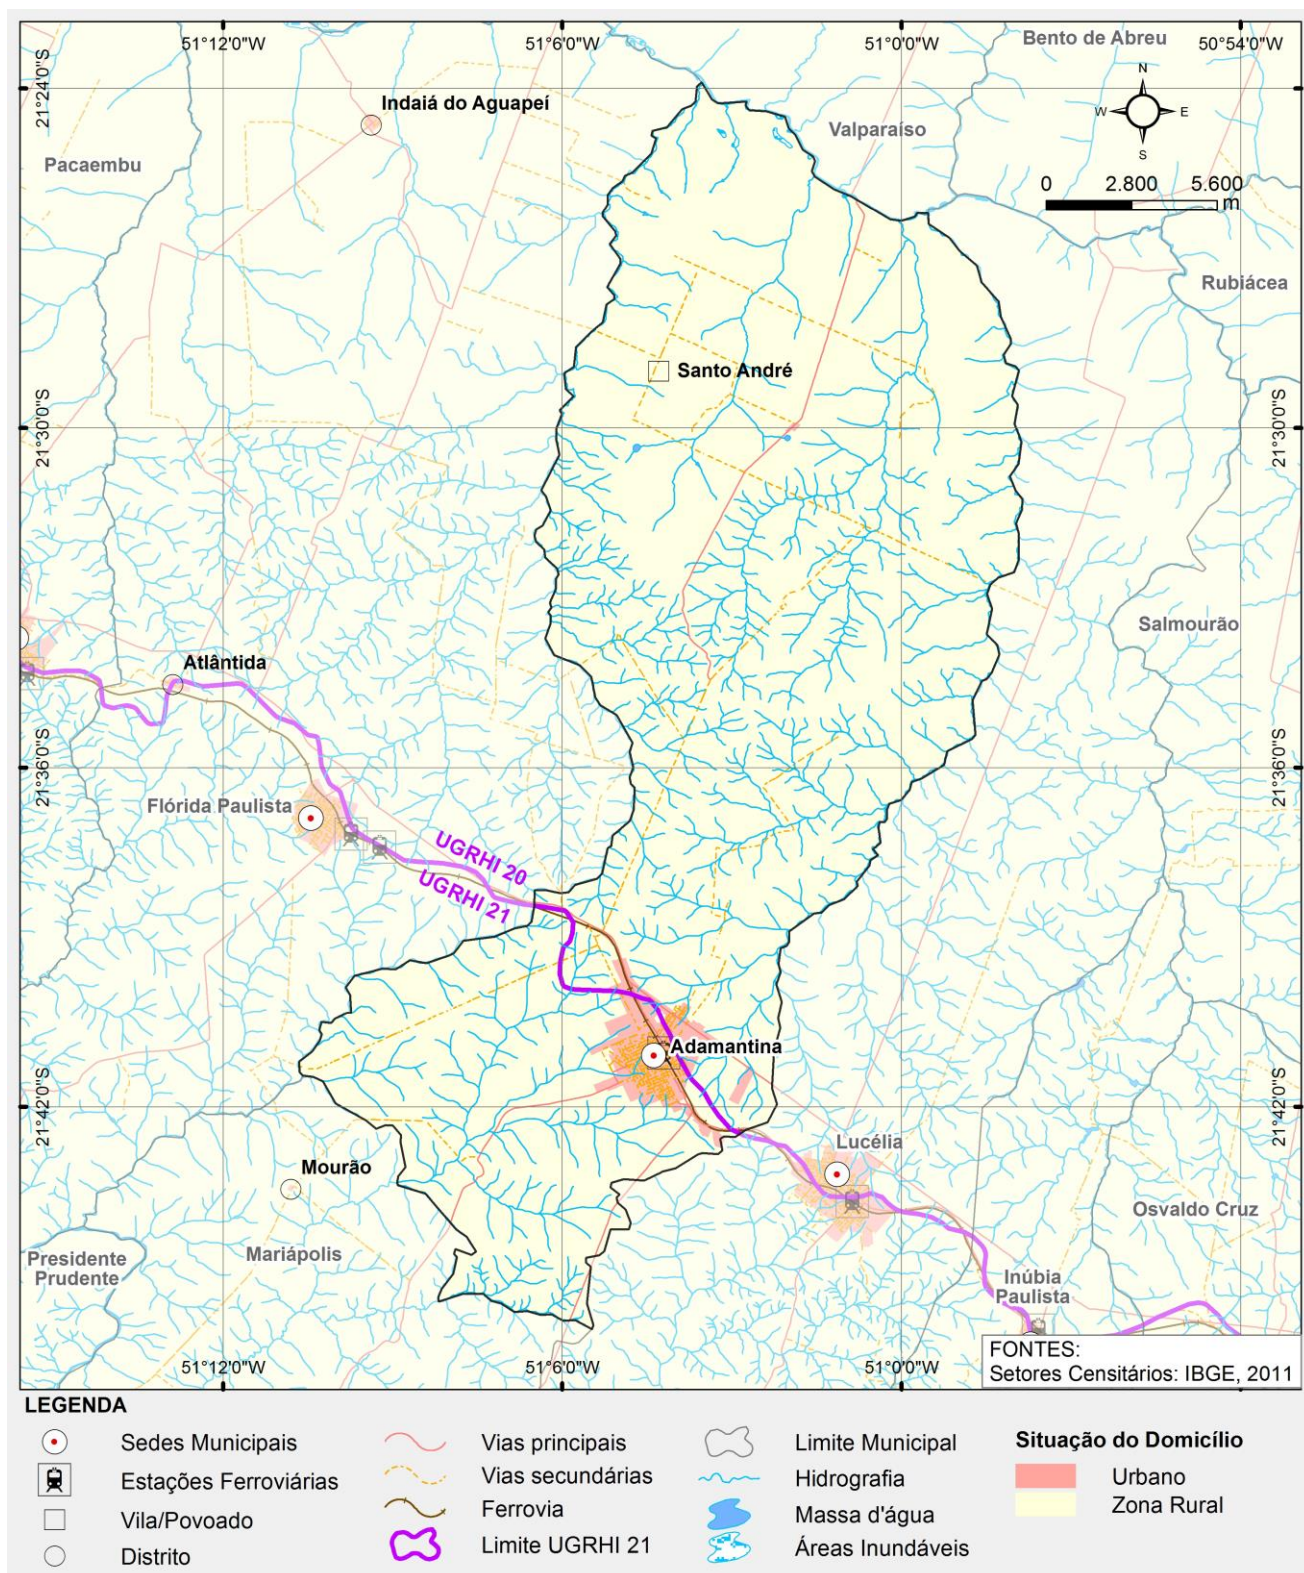 51°12'0"W
51°6'0"W
51°0'0"W
50°54'0"W
Bento de Abreu
21°24'0"S
Indaiá do Aguapeí
Valparaíso
N
W
E
S
Pacaembu
0 2.800 5.600
m
Rubiácea
Santo André
21°30'0"S
21°30'0"S
Salmourão
Atlântida
21°36'0"S
21°36'0"S
Flórida Paulista
UGRHI 20
UGRHI 21
Adamantina
21°42'0"S
21°42'0"S
Lucélia
Mourão
Osvaldo Cruz
Mariápolis
Presidente
Prudente
Inúbia
Paulista
51°12'0"W
51°6'0"W
51°0'0"W
FONTES:
Setores Censitários: IBGE, 2011
LEGENDA
Sedes Municipais
Estações Ferroviárias
Vila/Povoado
Distrito
Vias principais
Vias secundárias
Ferrovia
Limite UGRHI 21
Limite Municipal
Hidrografia
Massa d'água
Áreas Inundáveis
Situação do Domicílio
Urbano
Zona Rural